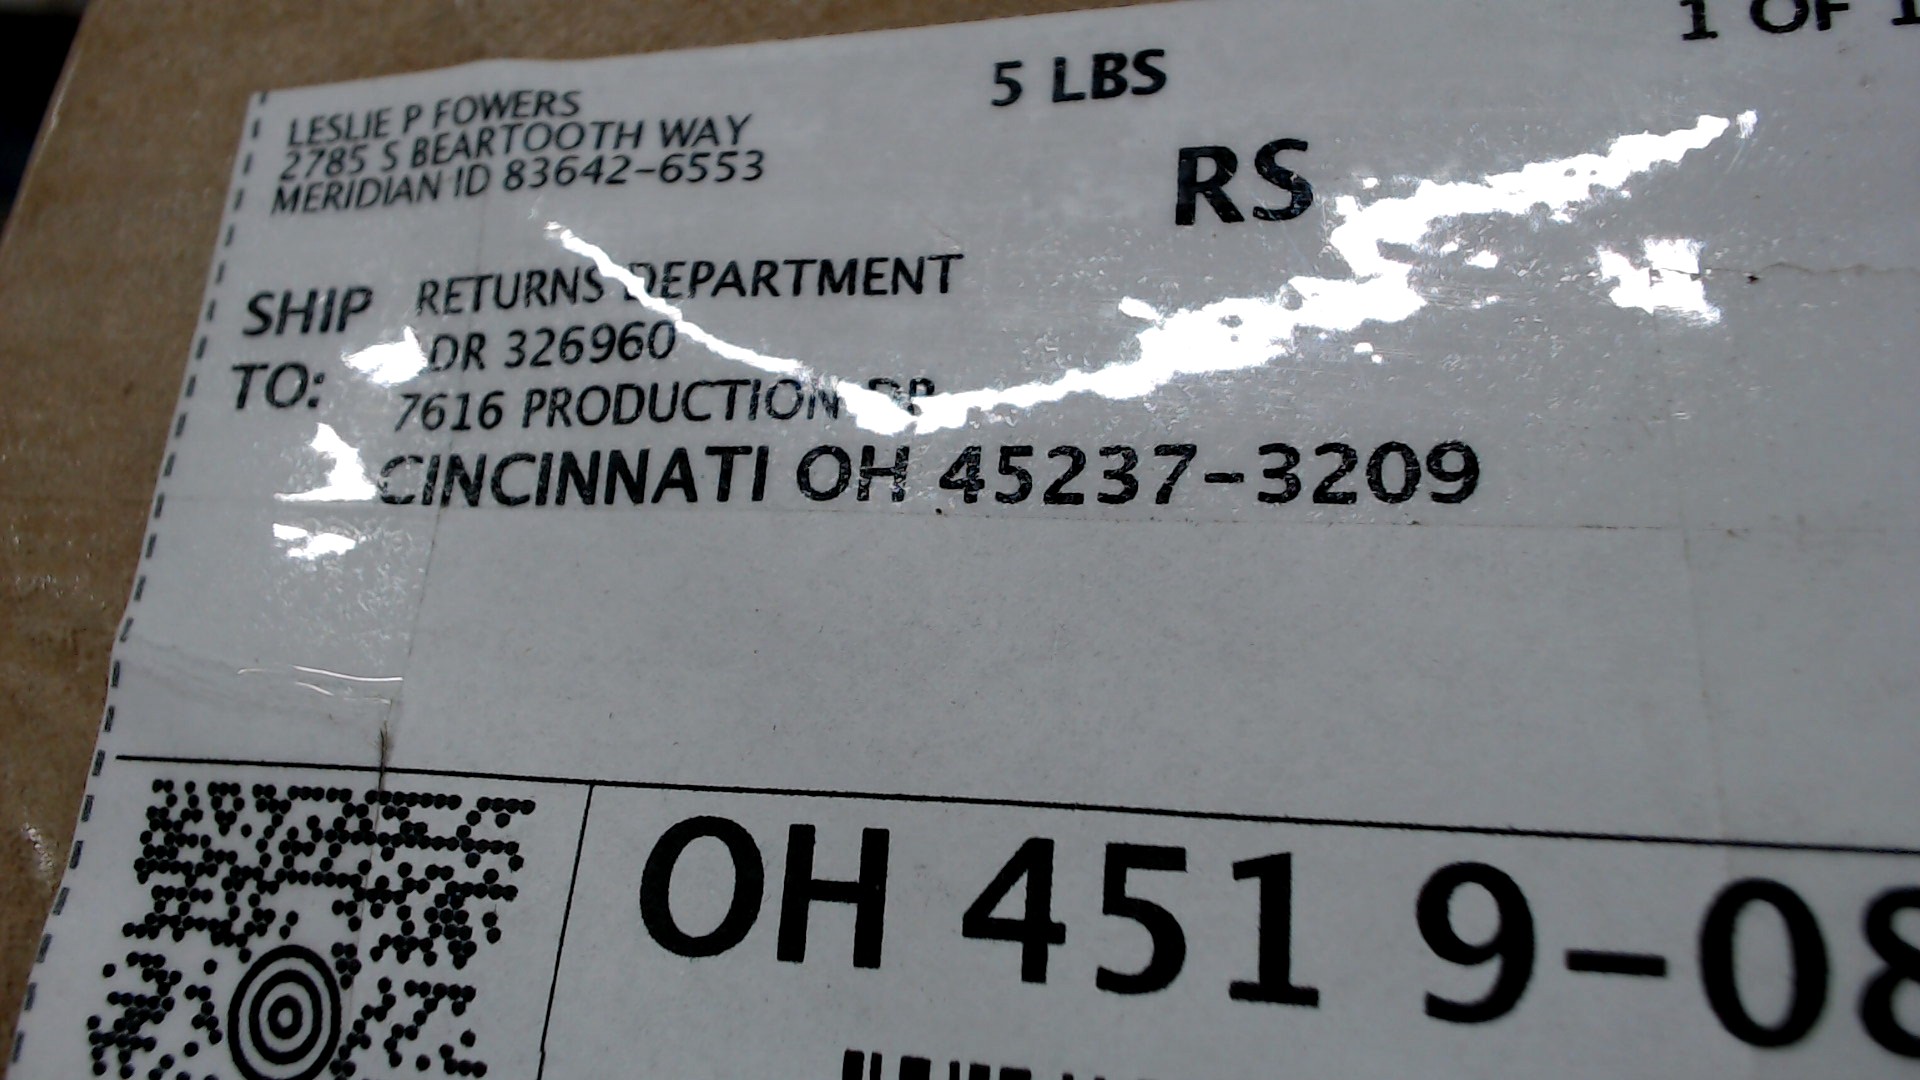 1 OF 1
5 LBS
LESLIE P FOWERS
2785 S BEARTOOTH WAY
MERIDIAN ID 83642-6553
RS
SHIP TO:
RETURNS DEPARTMENT
DR 326960
7616 PRODUCTION DR
CINCINNATI OH 45237-3209
OH 451 9-08